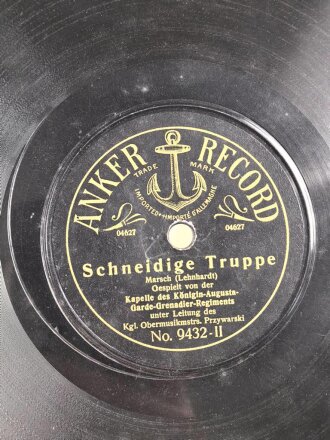 ANKER RECORD
TRADE MARK
IMPORTED IMPORTÉ D'ALLEMAGNE
04627 04627
Schneidige Truppe
Marsch (Lehnhardt)
Gespielt von der
Kapelle des Königin-Augusta-
Garde-Grenadier-Regiments
unter Leitung des
Kgl. Obermusikmstrs. Przywarski
No. 9432-II